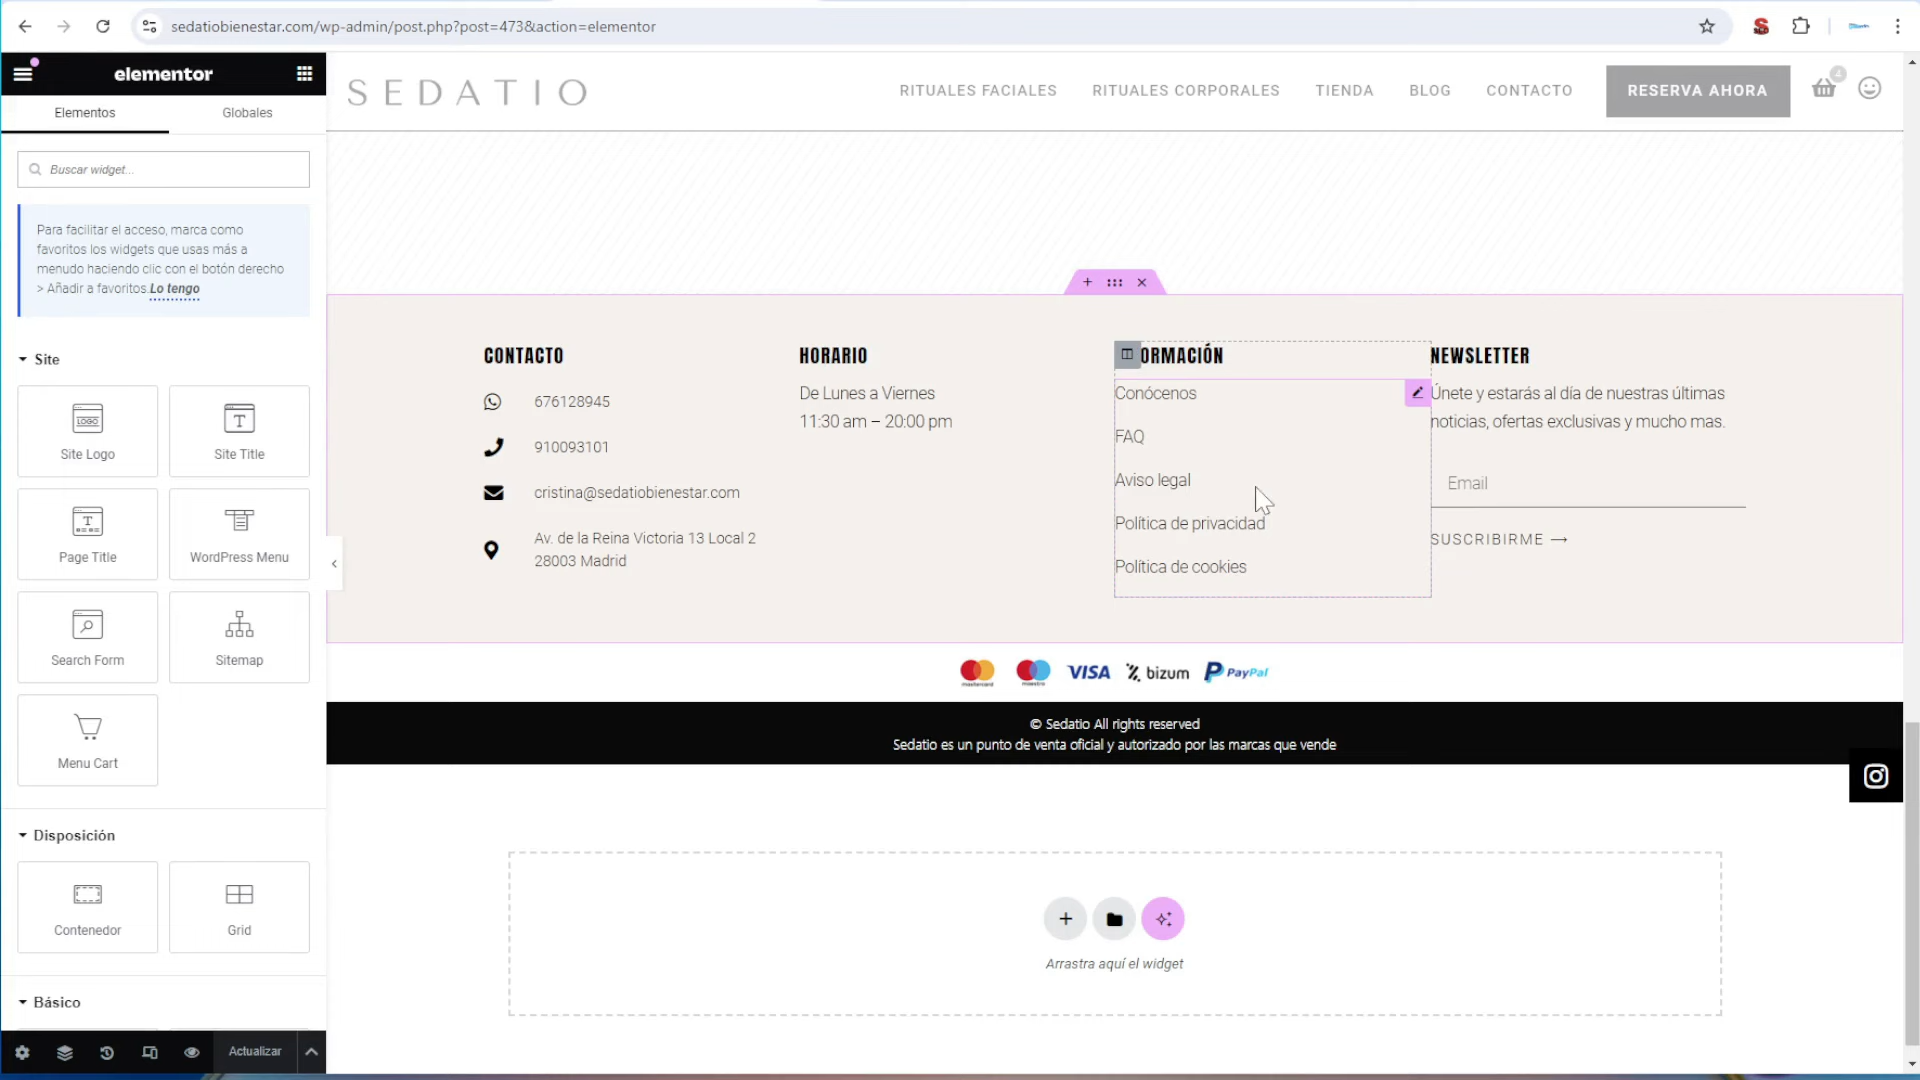 sedatiobienestar.com/wp-admin/post.php?post=473&action=elementor
elementor
Elementos
Globales
Buscar widget...
Para facilitar el acceso, marca como
favoritos los widgets que usas más a
menudo haciendo clic con el botón derecho
> Añadir a favoritos.Lo tengo
Site
LOGO
Site Logo
Site Title
Page Title
WordPress Menu
Search Form
Sitemap
Menu Cart
Disposición
Contenedor
Grid
Básico
Actualizar
SEDATIO
RITUALES FACIALES
RITUALES CORPORALES
TIENDA
BLOG
CONTACTO
RESERVA AHORA
4
CONTACTO
676128945
910093101
cristina@sedatiobienestar.com
Av. de la Reina Victoria 13 Local 2
28003 Madrid
HORARIO
De Lunes a Viernes
11:30 am – 20:00 pm
ORMACIÓN
Conócenos
FAQ
Aviso legal
Política de privacidad
Política de cookies
NEWSLETTER
Únete y estarás al día de nuestras últimas
noticias, ofertas exclusivas y mucho mas.
Email
SUSCRIBIRME →
mastercard
maestro
VISA
bizum
PayPal
© Sedatio All rights reserved
Sedatio es un punto de venta oficial y autorizado por las marcas que vende
Arrastra aquí el widget